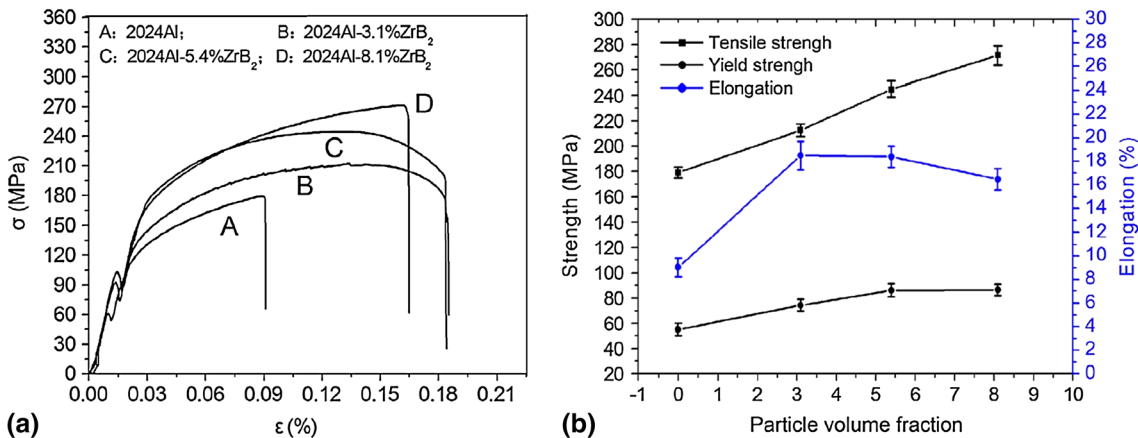 A: 2024Al; B: 2024Al-3.1%ZrB₂
C: 2024Al-5.4%ZrB₂; D: 2024Al-8.1%ZrB₂
360
330
300
270
240
210
180
150
120
90
60
30
0
σ (MPa)
D
C
B
A
0.00 0.03 0.06 0.09 0.12 0.15 0.18 0.21
ε (%)
(a)
Tensile strengh
Yield strengh
Elongation
300
280
260
240
220
200
180
160
140
120
100
80
60
40
20
Strength (MPa)
30
28
26
24
22
20
18
16
14
12
10
8
6
4
2
0
Elongation (%)
-1 0 1 2 3 4 5 6 7 8 9 10
Particle volume fraction
(b)